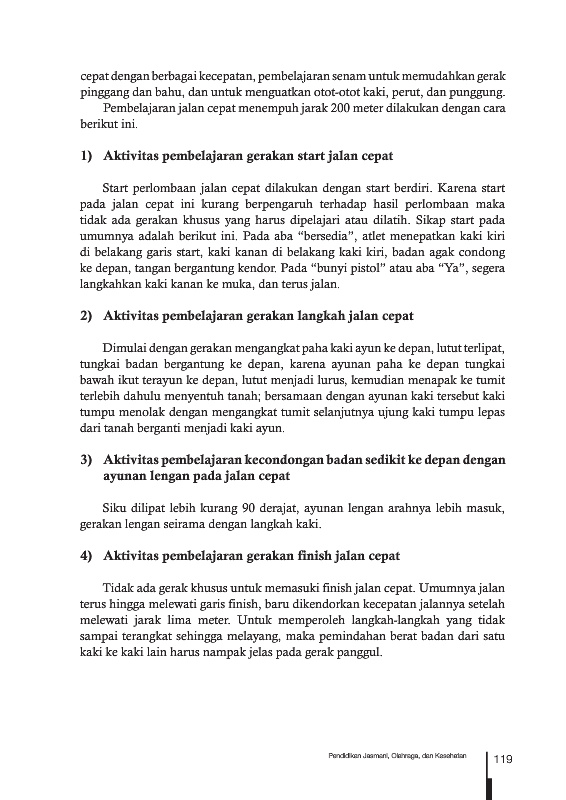 cepat dengan berbagai kecepatan, pembelajaran senam untuk memudahkan gerak
pinggang dan bahu, dan untuk menguatkan otot-otot kaki, perut, dan punggung.
Pembelajaran jalan cepat menempuh jarak 200 meter dilakukan dengan cara
berikut ini.
1) Aktivitas pembelajaran gerakan start jalan cepat
Start perlombaan jalan cepat dilakukan dengan start berdiri. Karena start
pada jalan cepat ini kurang berpengaruh terhadap hasil perlombaan maka
tidak ada gerakan khusus yang harus dipelajari atau dilatih. Sikap start pada
umumnya adalah berikut ini. Pada aba “bersedia”, atlet menepatkan kaki kiri
di belakang garis start, kaki kanan di belakang kaki kiri, badan agak condong
ke depan, tangan bergantung kendor. Pada “bunyi pistol” atau aba “Ya”, segera
langkahkan kaki kanan ke muka, dan terus jalan.
2) Aktivitas pembelajaran gerakan langkah jalan cepat
Dimulai dengan gerakan mengangkat paha kaki ayun ke depan, lutut terlipat,
tungkai badan bergantung ke depan, karena ayunan paha ke depan tungkai
bawah ikut terayun ke depan, lutut menjadi lurus, kemudian menapak ke tumit
terlebih dahulu menyentuh tanah; bersamaan dengan ayunan kaki tersebut kaki
tumpu menolak dengan mengangkat tumit selanjutnya ujung kaki tumpu lepas
dari tanah berganti menjadi kaki ayun.
3) Aktivitas pembelajaran kecondongan badan sedikit ke depan dengan
ayunan lengan pada jalan cepat
Siku dilipat lebih kurang 90 derajat, ayunan lengan arahnya lebih masuk,
gerakan lengan seirama dengan langkah kaki.
4) Aktivitas pembelajaran gerakan finish jalan cepat
Tidak ada gerak khusus untuk memasuki finish jalan cepat. Umumnya jalan
terus hingga melewati garis finish, baru dikendorkan kecepatan jalannya setelah
melewati jarak lima meter. Untuk memperoleh langkah-langkah yang tidak
sampai terangkat sehingga melayang, maka pemindahan berat badan dari satu
kaki ke kaki lain harus nampak jelas pada gerak panggul.
Pendidikan Jasmani, Olahraga, dan Kesehatan
119